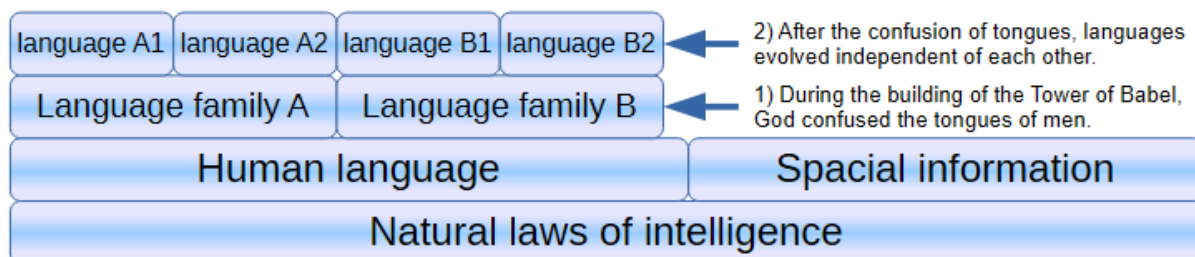 language A1 language A2 language B1 language B2
2) After the confusion of tongues, languages
evolved independent of each other.
Language family A Language family B
1) During the building of the Tower of Babel,
God confused the tongues of men.
Human language Spacial information
Natural laws of intelligence